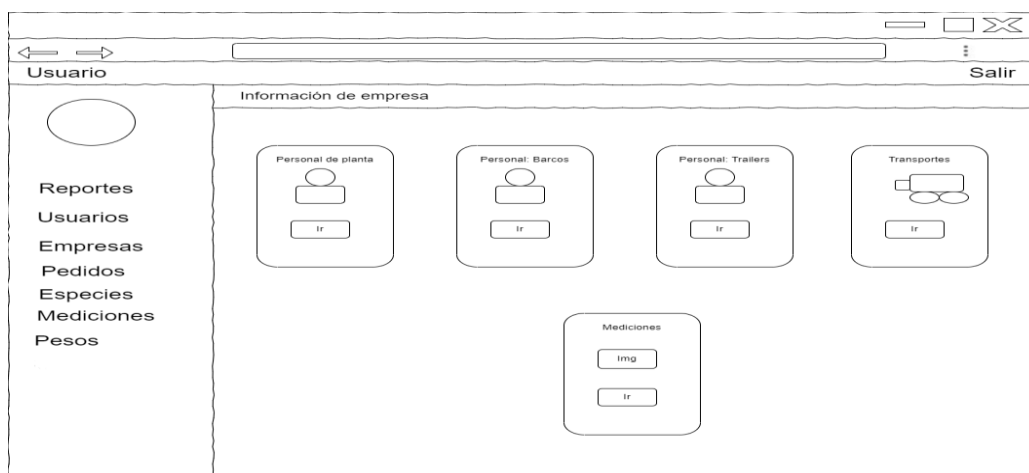 Usuario
Salir
Información de empresa
Reportes
Usuarios
Empresas
Pedidos
Especies
Mediciones
Pesos
Personal de planta
Ir
Personal: Barcos
Ir
Personal: Trailers
Ir
Transportes
Ir
Mediciones
Img
Ir